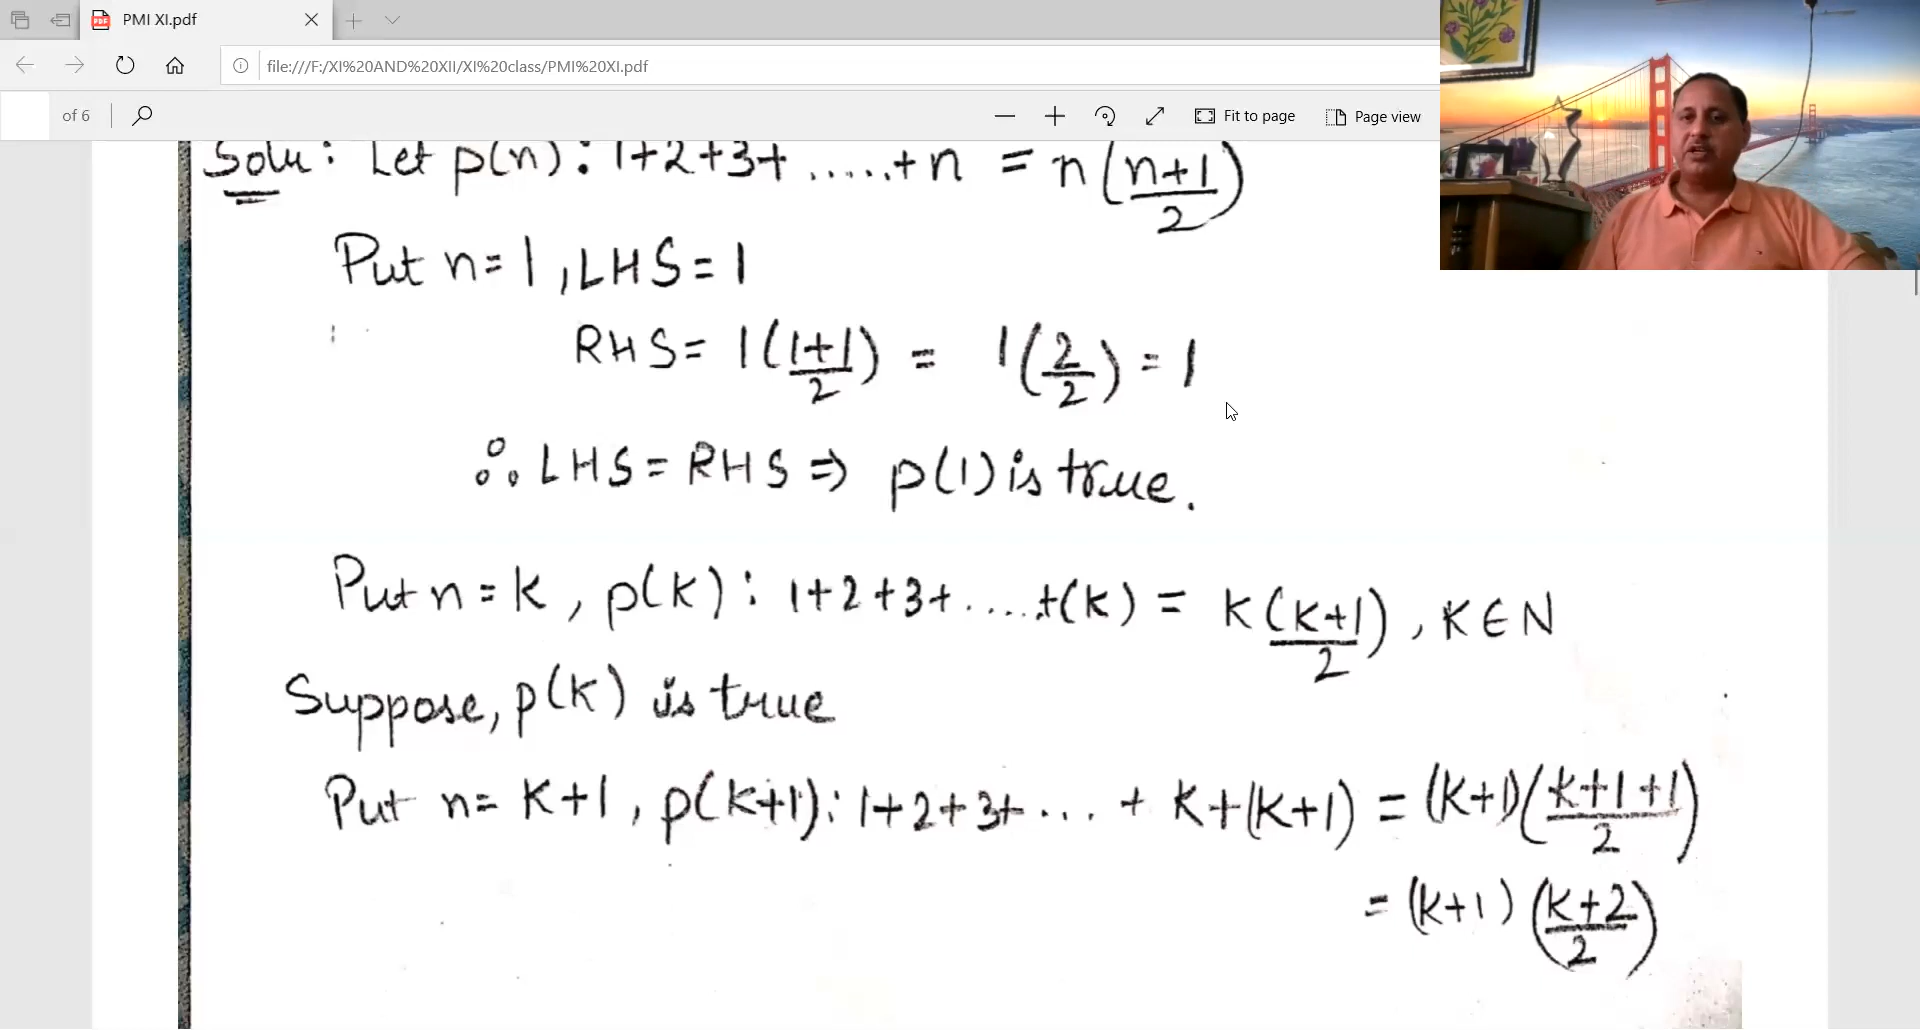 PMI XI.pdf
file:///F:/XI%20AND%20XII/XI%20class/PMI%20XI.pdf
of 6
Fit to page
Page view
Solu: Let p(n): 1+2+3+ .....+n = n(n+1/2)
Put n=1, LHS=1
RHS= 1(1+1/2) = 1(2/2) = 1
∴ LHS=RHS ⇒ p(1) is true.
Put n=K, p(K): 1+2+3+.....+(K) = K(K+1/2), K∈N
Suppose, p(K) is true
Put n= K+1, p(K+1): 1+2+3+... + K+(K+1) = (K+1)(K+1+1/2)
= (K+1)(K+2/2)